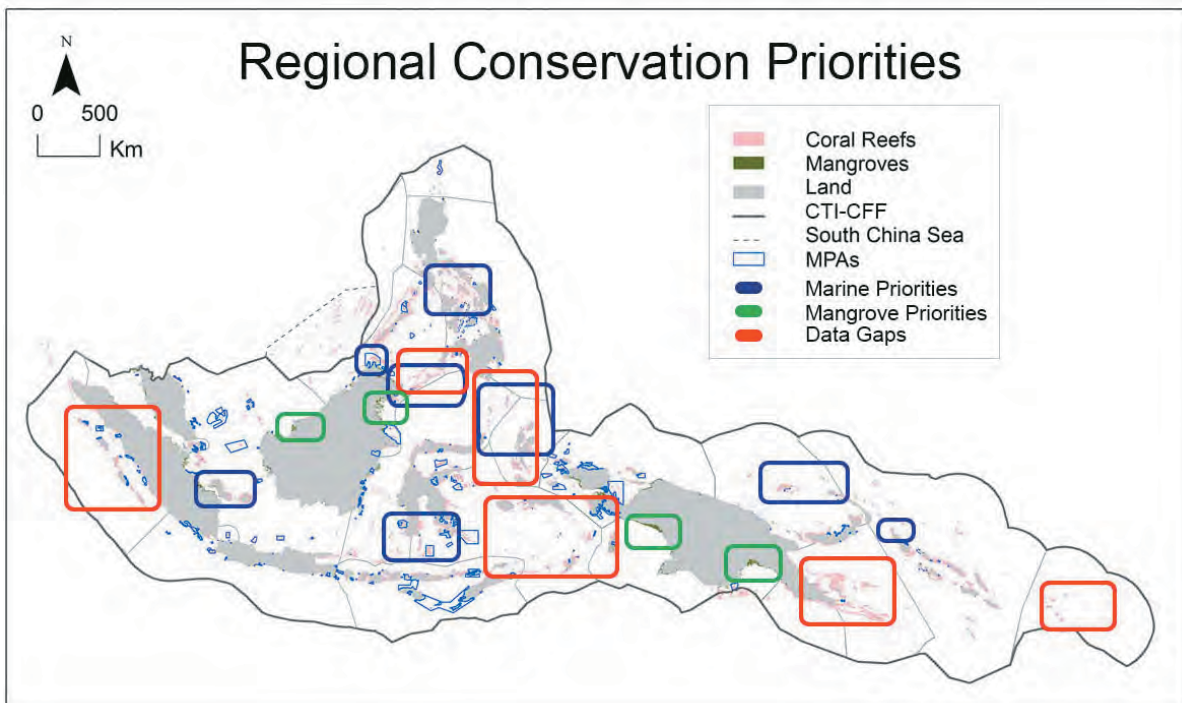 Regional Conservation Priorities
N
0 500
Km
Coral Reefs
Mangroves
Land
CTI-CFF
South China Sea
MPAs
Marine Priorities
Mangrove Priorities
Data Gaps